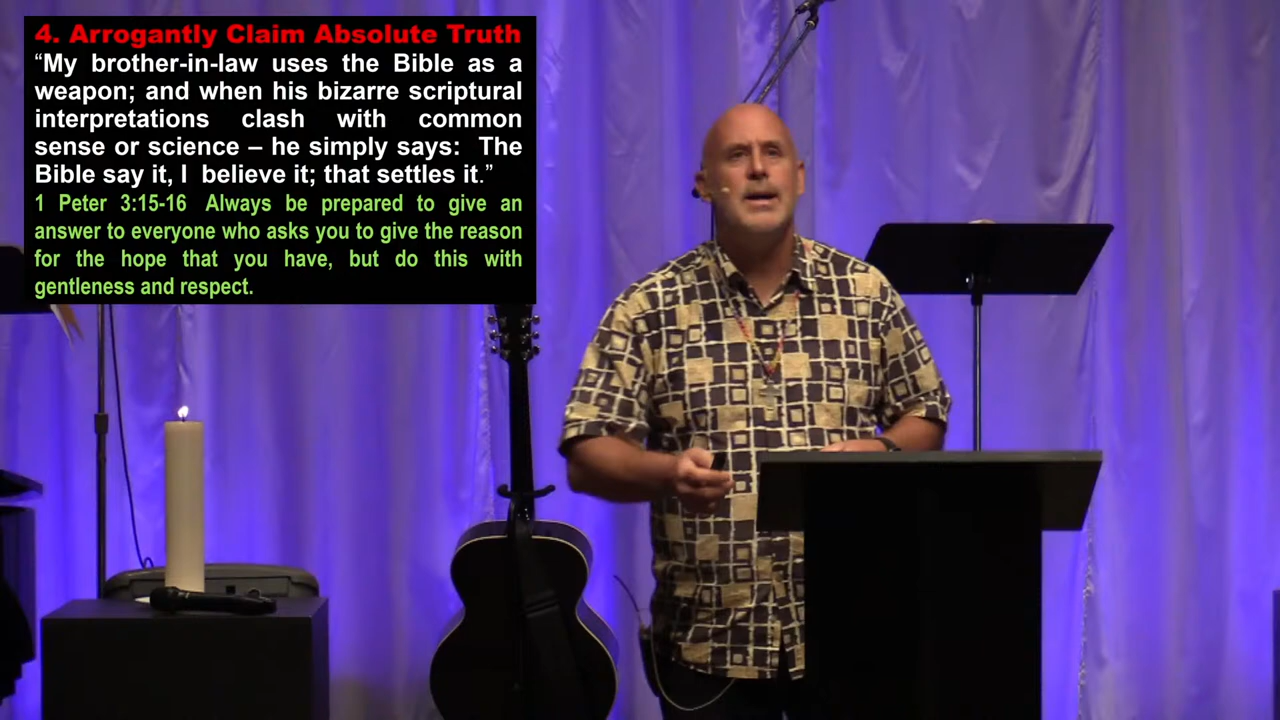 4. Arrogantly Claim Absolute Truth
“My brother-in-law uses the Bible as a
weapon; and when his bizarre scriptural
interpretations clash with common
sense or science – he simply says: The
Bible say it, I believe it; that settles it.”
1 Peter 3:15-16 Always be prepared to give an
answer to everyone who asks you to give the reason
for the hope that you have, but do this with
gentleness and respect.